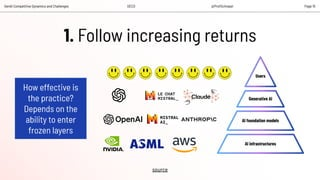 GenAI Competitive Dynamics and Challenges
OECD
@ProfSchrepel
Page 15
1. Follow increasing returns
How effective is
the practice?
Depends on the
ability to enter
frozen layers
LE CHAT
MISTRAL_
Claude
OpenAI
MISTRAL
AI_
ANTHROP\C
NVIDIA.
ASML
aws
Users
Generative AI
AI foundation models
AI infrastructures
source